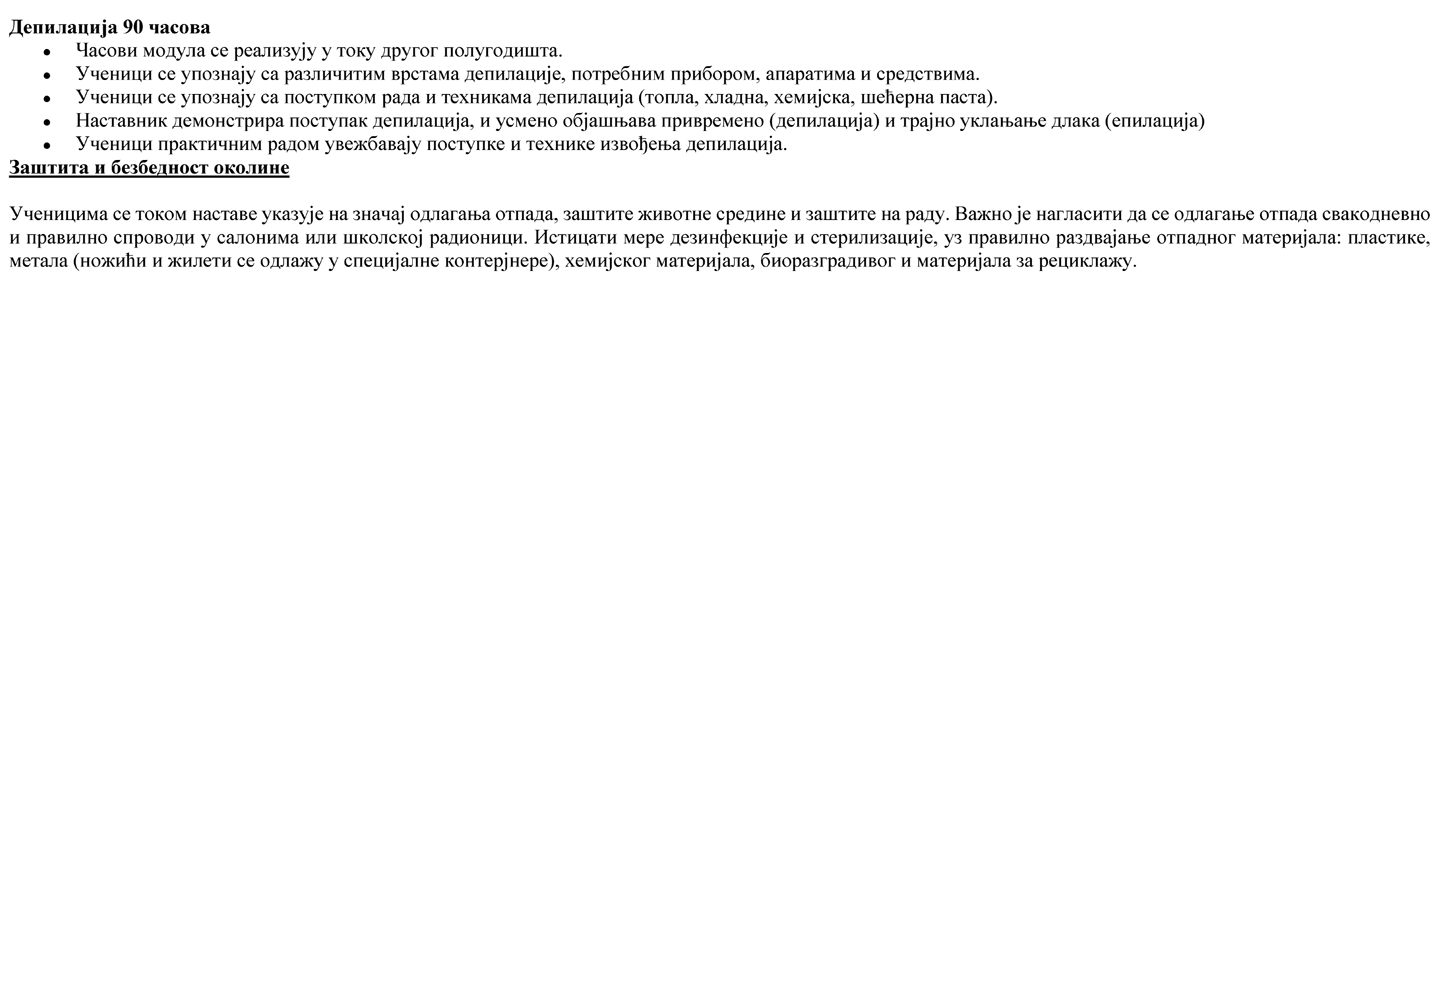 Депилација 90 часова
• Часови модула се реализују у току другог полугодишта.
• Ученици се упознају са различитим врстама депилације, потребним прибором, апаратима и средствима.
• Ученици се упознају са поступком рада и техникама депилација (топла, хладна, хемијска, шећерна паста).
• Наставник демонстрира поступак депилација, и усмено објашњава привремено (депилација) и трајно уклањање длака (епилација)
• Ученици практичним радом увежбавају поступке и технике извођења депилација.
Заштита и безбедност околине
Ученицима се током наставе указује на значај одлагања отпада, заштите животне средине и заштите на раду. Важно је нагласити да се одлагање отпада свакодневно
и правилно спроводи у салонима или школској радионици. Истицати мере дезинфекције и стерилизације, уз правилно раздвајање отпадног материјала: пластике,
метала (ножићи и жилети се одлажу у специјалне контерјнере), хемијског материјала, биоразградивог и материјала за рециклажу.